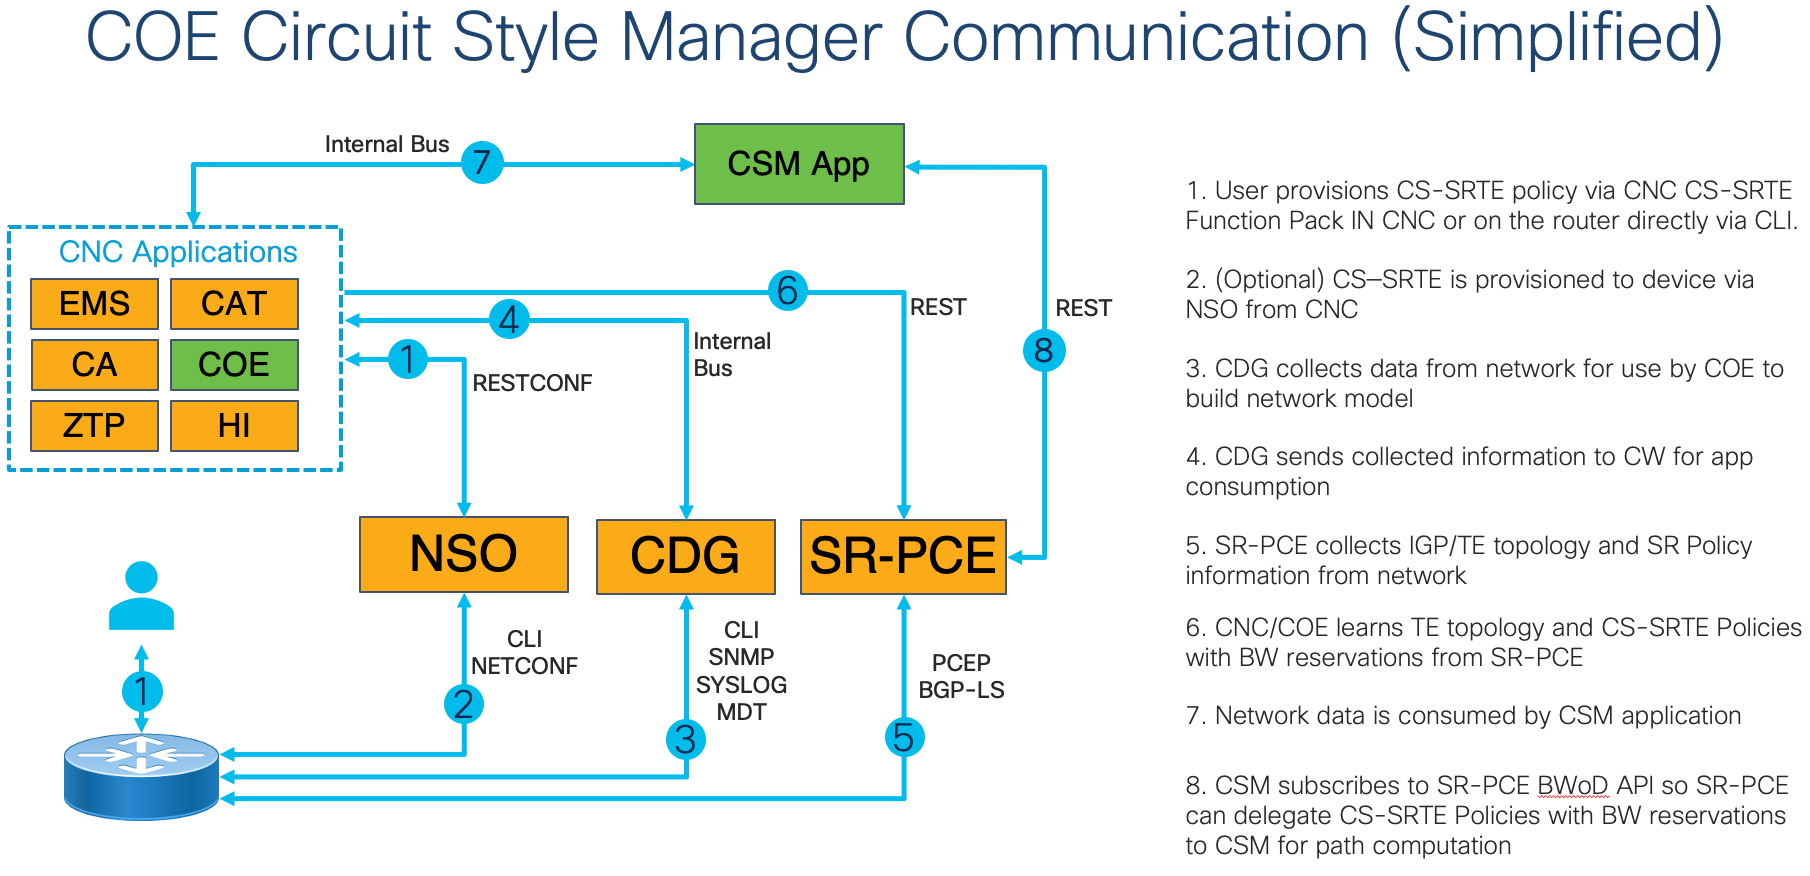 COE Circuit Style Manager Communication (Simplified)
Internal Bus
7
CSM App
CNC Applications
EMS
CAT
CA
COE
ZTP
HI
6
REST
4
Internal
Bus
1
RESTCONF
REST
8
NSO
CDG
SR-PCE
CLI
NETCONF
2
CLI
SNMP
SYSLOG
MDT
3
PCEP
BGP-LS
5
1
1. User provisions CS-SRTE policy via CNC CS-SRTE
Function Pack IN CNC or on the router directly via CLI.
2. (Optional) CS–SRTE is provisioned to device via
NSO from CNC
3. CDG collects data from network for use by COE to
build network model
4. CDG sends collected information to CW for app
consumption
5. SR-PCE collects IGP/TE topology and SR Policy
information from network
6. CNC/COE learns TE topology and CS-SRTE Policies
with BW reservations from SR-PCE
7. Network data is consumed by CSM application
8. CSM subscribes to SR-PCE BWoD API so SR-PCE
can delegate CS-SRTE Policies with BW reservations
to CSM for path computation